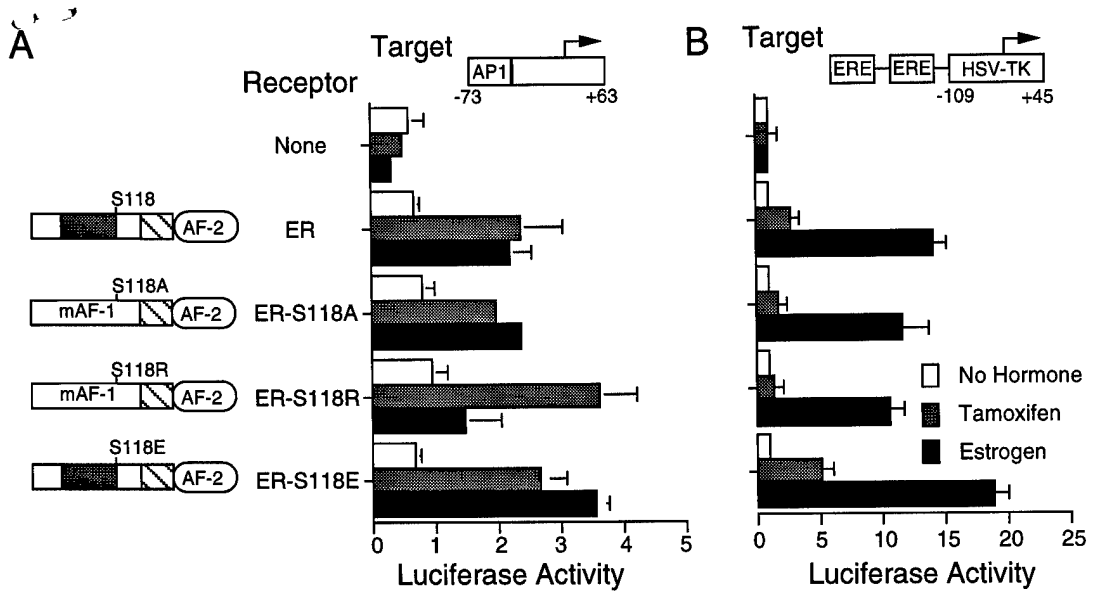 A
Target
AP1
-73
+63
Receptor
None
S118
AF-2
ER
S118A
mAF-1
AF-2
ER-S118A
S118R
mAF-1
AF-2
ER-S118R
S118E
AF-2
ER-S118E
0 1 2 3 4 5
Luciferase Activity
B
Target
ERE ERE HSV-TK
-109 +45
No Hormone
Tamoxifen
Estrogen
0 5 10 15 20 25
Luciferase Activity